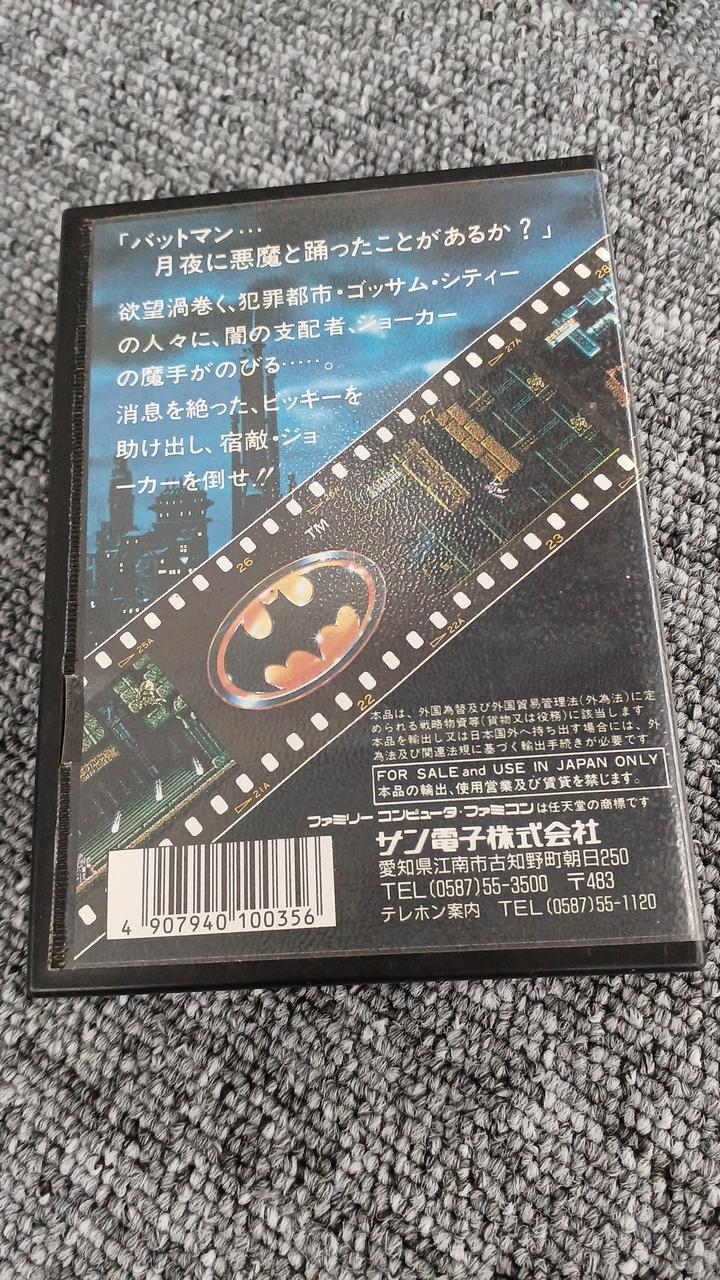 「バットマン…
月夜に悪魔と踊ったことがあるか？」
欲望渦巻く、犯罪都市・ゴッサム・シティー
の人々に、闇の支配者、ジョーカー
の魔手がのびる……。
消息を絶った、ビッキーを
助け出し、宿敵・ジョ
ーカーを倒せ!!
28
27A
27
26A
TM
26
25A
23
22A
22
21A
本品は、外国為替及び外国貿易管理法(外為法)に定
められる戦略物資等(貨物又は役務)に該当します
本品を輸出し又は日本国外へ持ち出す場合には、外
為法及び関連法規に基づく輸出手続きが必要です
FOR SALE and USE IN JAPAN ONLY
本品の輸出、使用営業及び賃貸を禁じます。
ファミリー コンピュータ・ファミコンは任天堂の商標です
サン電子株式会社
愛知県江南市古知野町朝日250
TEL(0587)55-3500 〒483
テレホン案内 TEL(0587)55-1120
4 907940 100356